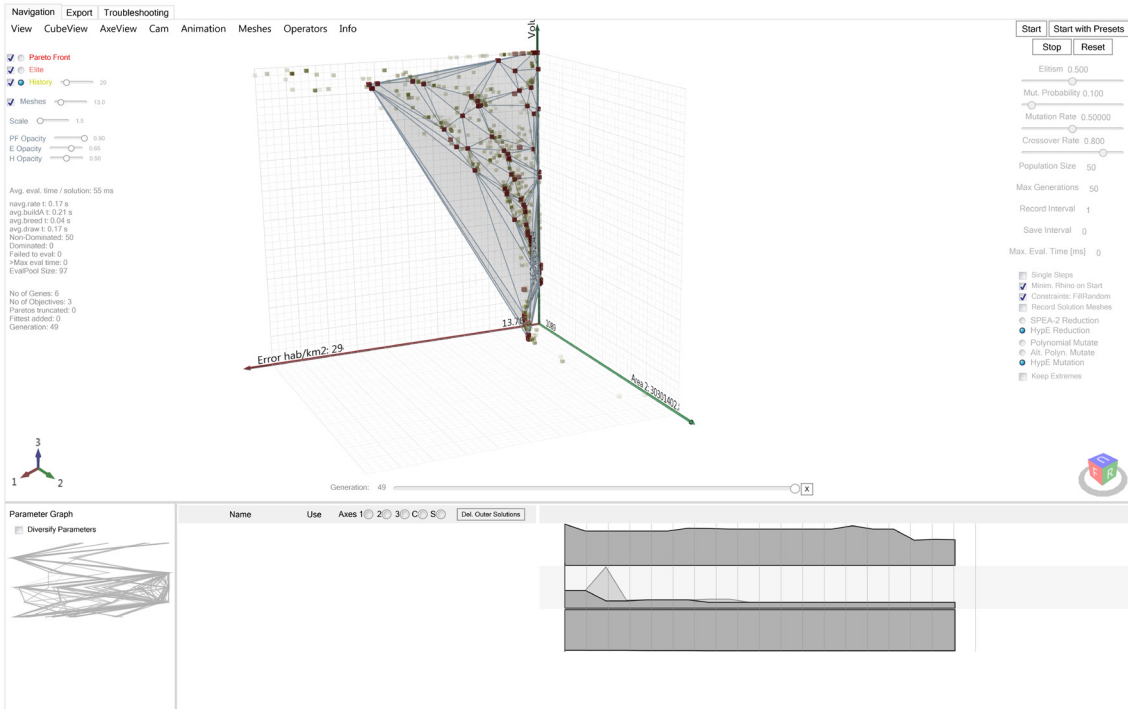 Navigation Export Troubleshooting
View CubeView AxeView Cam Animation Meshes Operators Info
Pareto Front
Elite
History 20
Meshes 13.0
Scale 1.0
PF Opacity 0.90
E Opacity 0.65
H Opacity 0.50
Avg. eval. time / solution: 55 ms
navg.rate t: 0.17 s
avg.buildA t: 0.21 s
avg.breed t: 0.04 s
avg.draw t: 0.17 s
Non-Dominated: 50
Dominated: 0
Failed to eval: 0
>Max eval time: 0
EvalPool Size: 97
No of Genes: 6
No of Objectives: 3
Paretos truncated: 0
Fittest added: 0
Generation: 49
Volu
13.76
1089
Error hab/km2: 29
Area 2: 30301402:
3
1 2
Generation: 49 x
Start Start with Presets
Stop Reset
Elitism 0.500
Mut. Probability 0.100
Mutation Rate 0.50000
Crossover Rate 0.800
Population Size 50
Max Generations 50
Record Interval 1
Save Interval 0
Max. Eval. Time [ms] 0
Single Steps
Minim. Rhino on Start
Constraints: FillRandom
Record Solution Meshes
SPEA-2 Reduction
HypE Reduction
Polynomial Mutate
Alt. Polyn. Mutate
HypE Mutation
Keep Extremes
U
F R
Parameter Graph
Diversify Parameters
Name Use Axes 1 2 3 C S Del. Outer Solutions